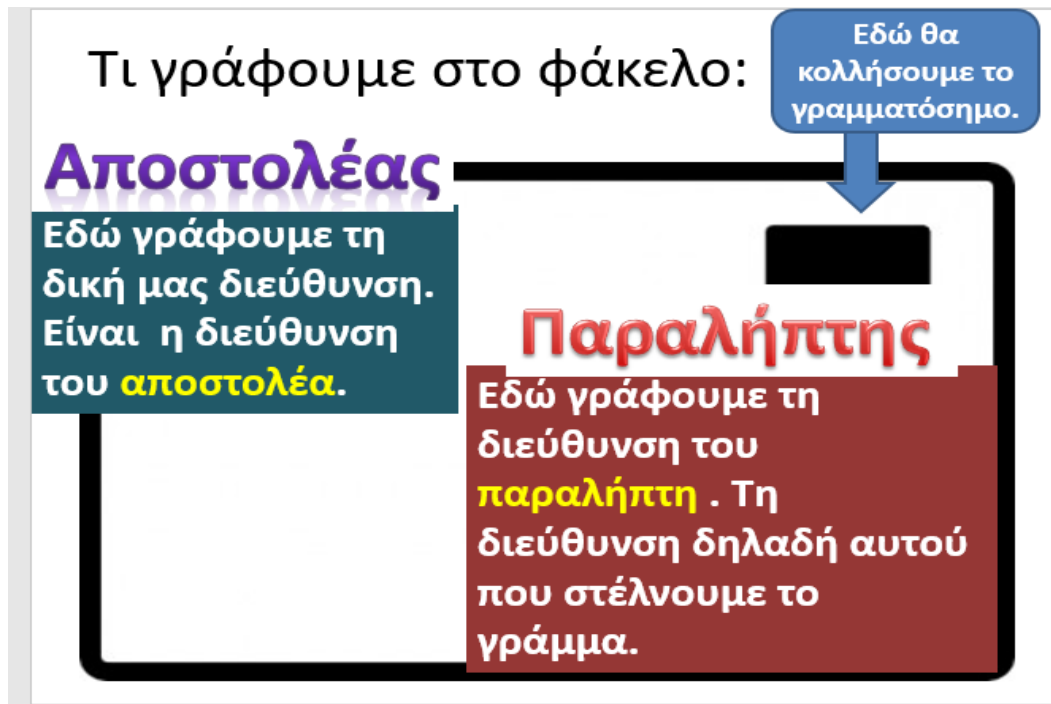 Τι γράφουμε στο φάκελο:
Εδώ θα
κολλήσουμε το
γραμματόσημο.
Αποστολέας
Εδώ γράφουμε τη
δική μας διεύθυνση.
Είναι η διεύθυνση
του αποστολέα.
Παραλήπτης
Εδώ γράφουμε τη
διεύθυνση του
παραλήπτη . Τη
διεύθυνση δηλαδή αυτού
που στέλνουμε το
γράμμα.